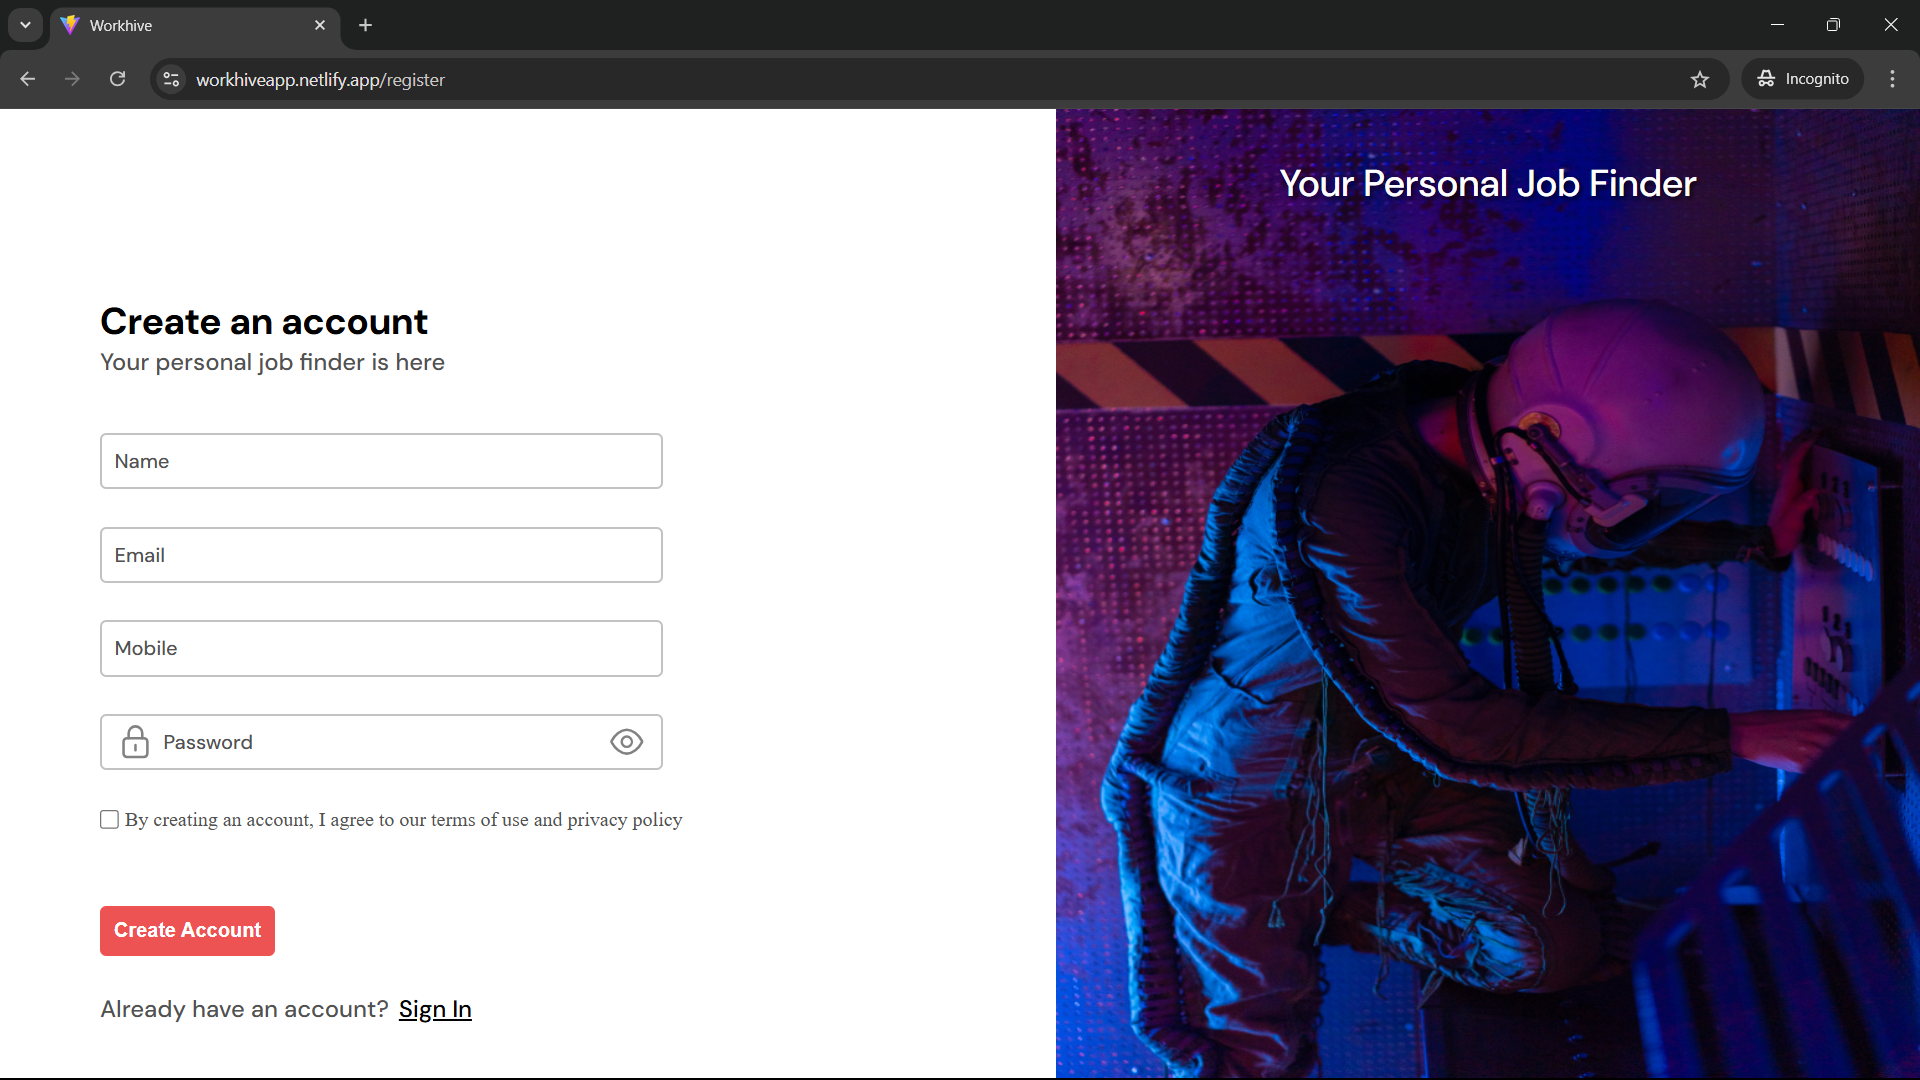 Workhive
workhiveapp.netlify.app/register
Incognito
Your Personal Job Finder
Create an account
Your personal job finder is here
Name
Email
Mobile
Password
By creating an account, I agree to our terms of use and privacy policy
Create Account
Already have an account? Sign In